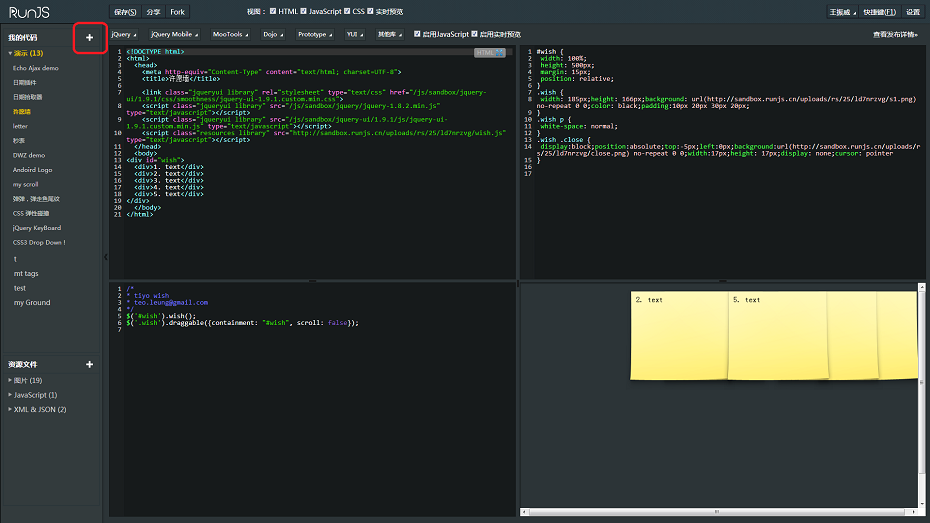 RunJS
保存(S) 分享 Fork
视图： HTML JavaScript CSS 实时预览
王振威 快捷键(F1) 设置
我的代码 +
jQuery jQuery Mobile MooTools Dojo Prototype YUI 其他库 启用JavaScript 启用实时预览
查看发布详情»
演示 (13)
Echo Ajax demo
日期插件
日期拾取器
许愿墙
letter
秒表
DWZ demo
Andoird Logo
my scroll
弹弹，弹走鱼尾纹
CSS 弹性碰撞
jQuery KeyBoard
CSS3 Drop Down !
t
mt tags
test
my Ground
资源文件 +
图片 (19)
JavaScript (1)
XML & JSON (2)
HTML
1 <!DOCTYPE html>
2 <html>
3 <head>
4 <meta http-equiv="Content-Type" content="text/html; charset=UTF-8">
5 <title>许愿墙</title>
6
7 <link class="jqueryui library" rel="stylesheet" type="text/css" href="/js/sandbox/jquery-
ui/1.9.1/css/smoothness/jquery-ui-1.9.1.custom.min.css">
8 <script class="jquery library" src="/js/sandbox/jquery/jquery-1.8.2.min.js"
type="text/javascript"></script>
9 <script class="jqueryui library" src="/js/sandbox/jquery-ui/1.9.1/js/jquery-ui-
1.9.1.custom.min.js" type="text/javascript"></script>
10 <script class="resources library" src="http://sandbox.runjs.cn/uploads/rs/25/ld7nrzvg/wish.js"
type="text/javascript"></script>
11 </head>
12 <body>
13 <div id="wish">
14 <div>1. text</div>
15 <div>2. text</div>
16 <div>3. text</div>
17 <div>4. text</div>
18 <div>5. text</div>
19 </div>
20 </body>
21 </html>
1 #wish {
2 width: 100%;
3 height: 500px;
4 margin: 15px;
5 position: relative;
6 }
7 .wish {
8 width: 185px;height: 166px;background: url(http://sandbox.runjs.cn/uploads/rs/25/ld7nrzvg/s1.png)
no-repeat 0 0;color: black;padding:10px 20px 30px 20px;
9 }
10 .wish p {
11 white-space: normal;
12 }
13 .wish .close {
14 display:block;position:absolute;top:-5px;left:0px;background:url(http://sandbox.runjs.cn/uploads/r
s/25/ld7nrzvg/close.png) no-repeat 0 0;width:17px;height: 17px;display: none;cursor: pointer
15 }
16
17
1 /*
2 * tiyo wish
3 * teo.leung@gmail.com
4 */
5 $('#wish').wish();
6 $('.wish').draggable({containment: "#wish", scroll: false});
7
2. text 5. text